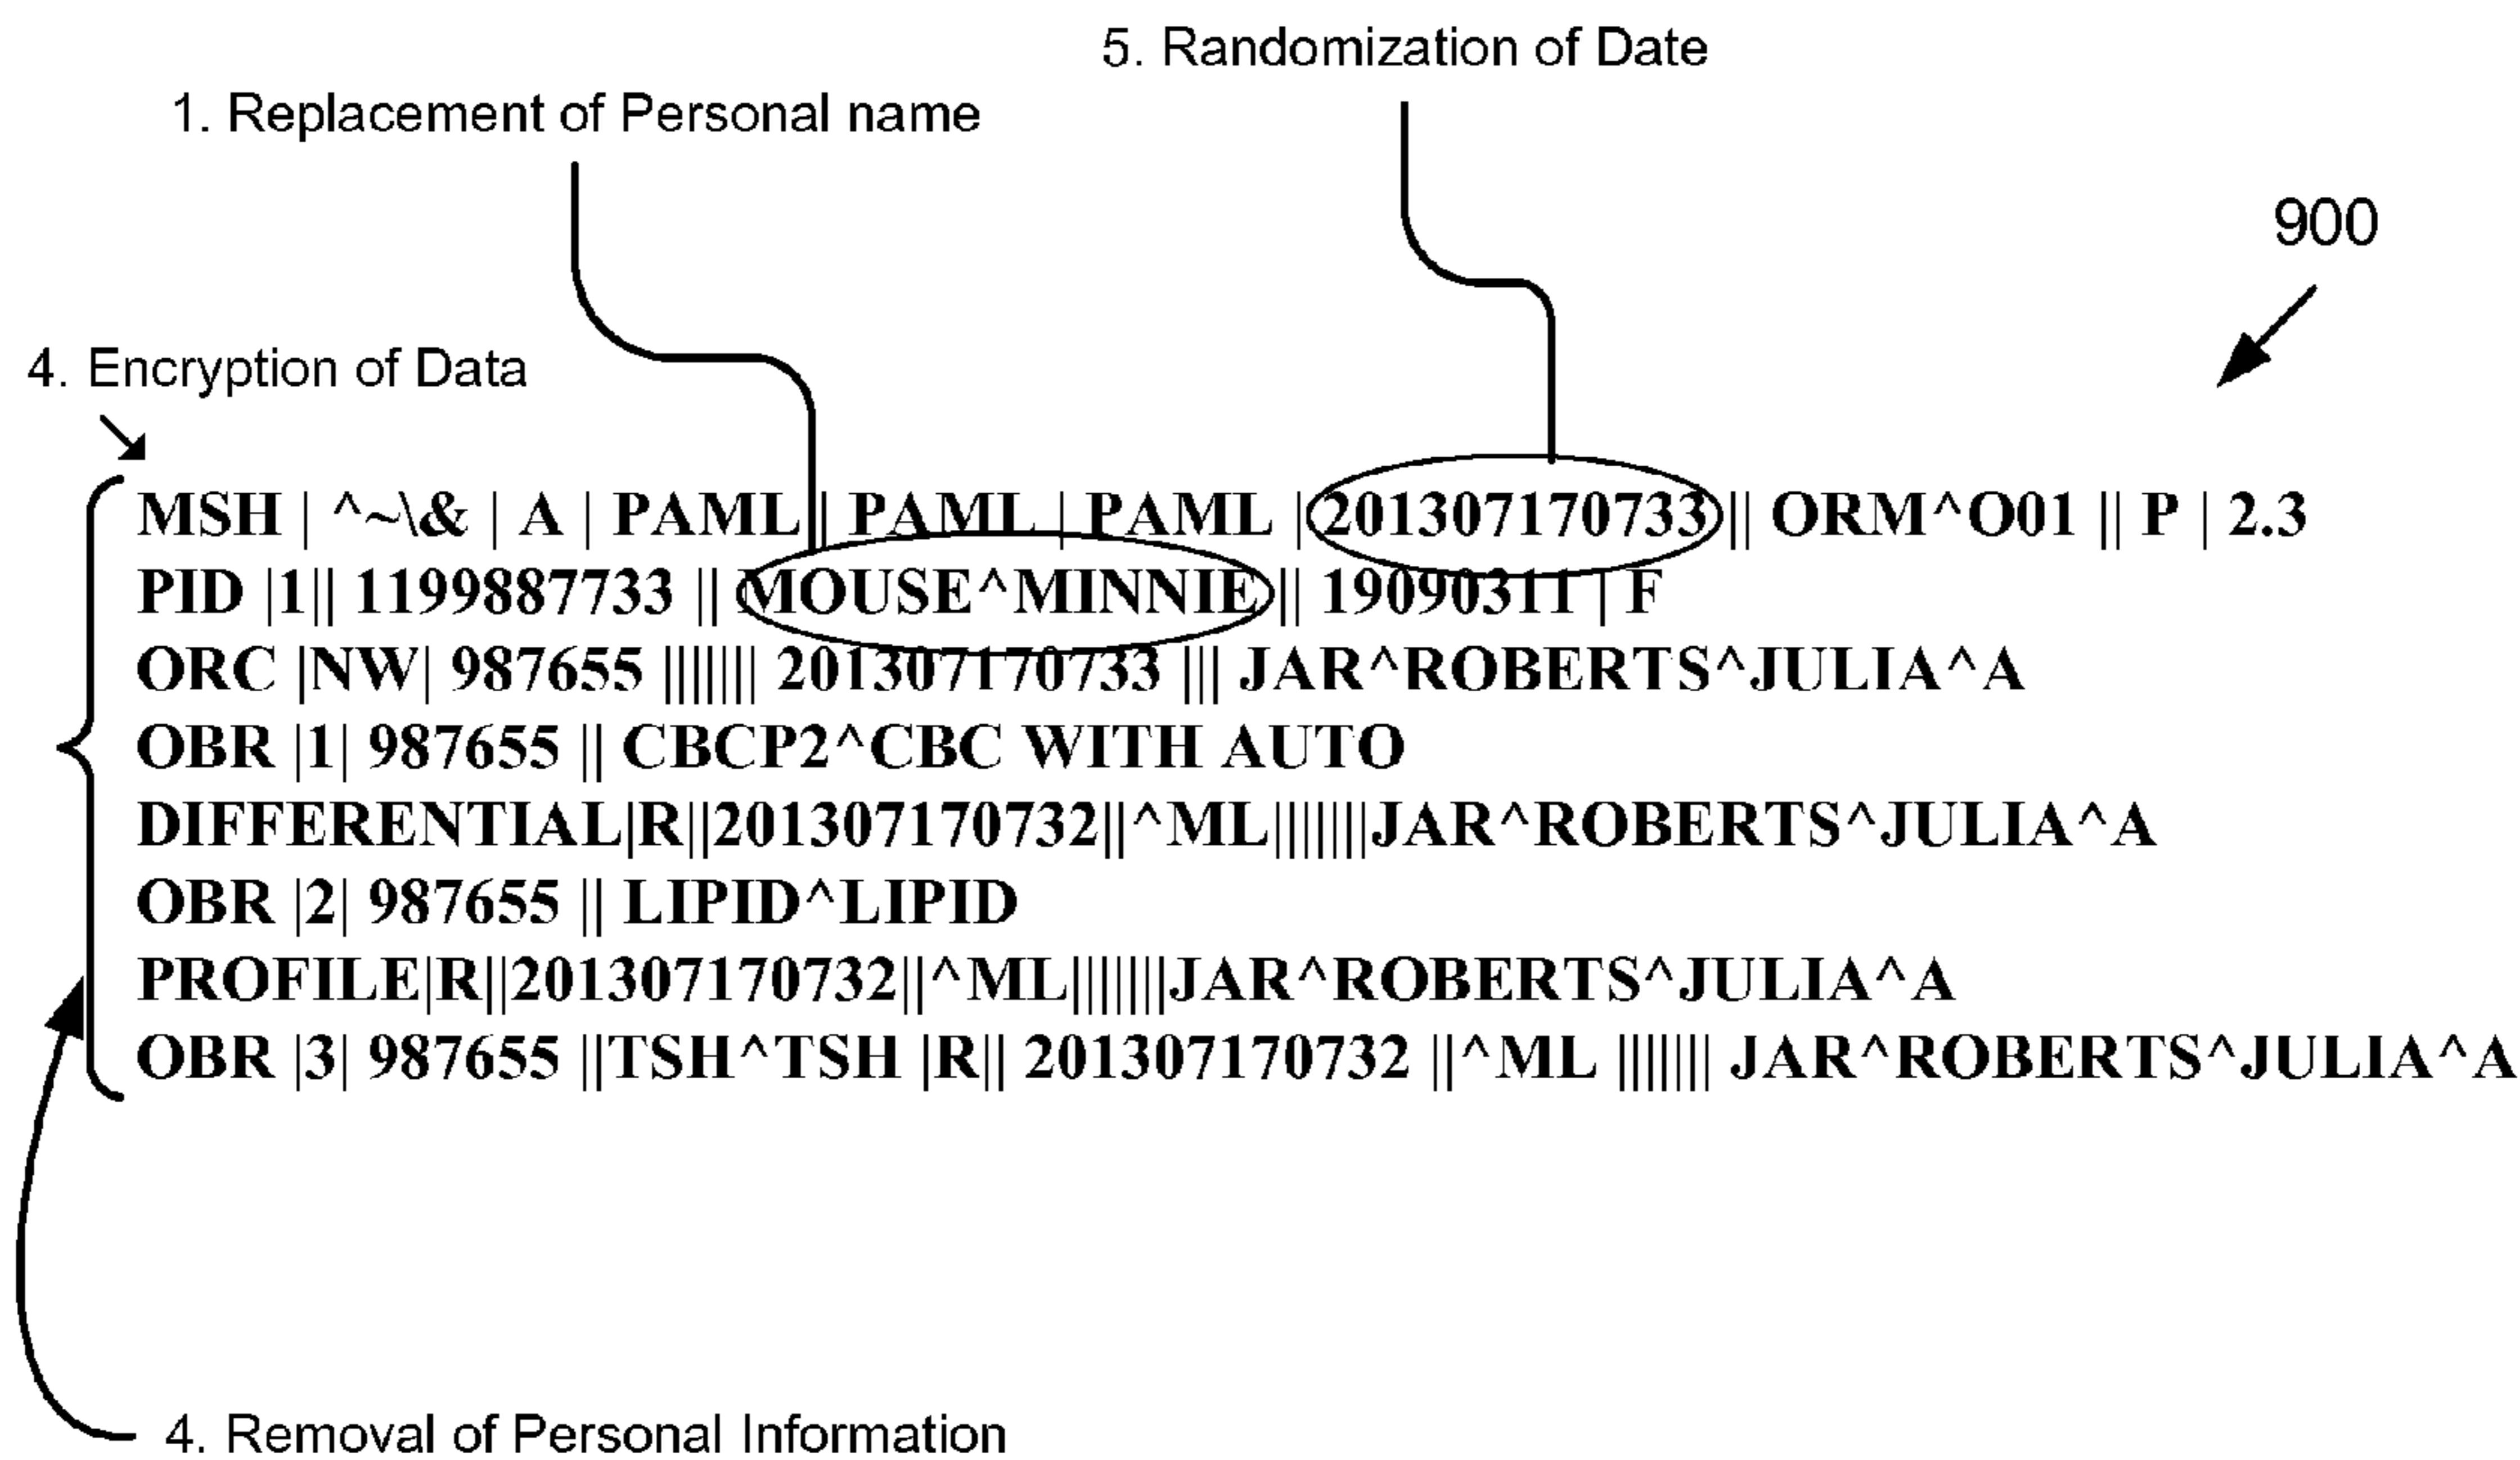 5. Randomization of Date
1. Replacement of Personal name
900
4. Encryption of Data
MSH | ^~\& | A | PAML || PAML | PAML | 201307170733 || ORM^O01 || P | 2.3
PID |1|| 1199887733 || MOUSE^MINNIE || 19090311 | F
ORC |NW| 987655 ||||||| 201307170733 ||| JAR^ROBERTS^JULIA^A
OBR |1| 987655 || CBCP2^CBC WITH AUTO
DIFFERENTIAL|R||201307170732||^ML|||||||JAR^ROBERTS^JULIA^A
OBR |2| 987655 || LIPID^LIPID
PROFILE|R||201307170732||^ML|||||||JAR^ROBERTS^JULIA^A
OBR |3| 987655 ||TSH^TSH |R|| 201307170732 ||^ML ||||||| JAR^ROBERTS^JULIA^A
4. Removal of Personal Information